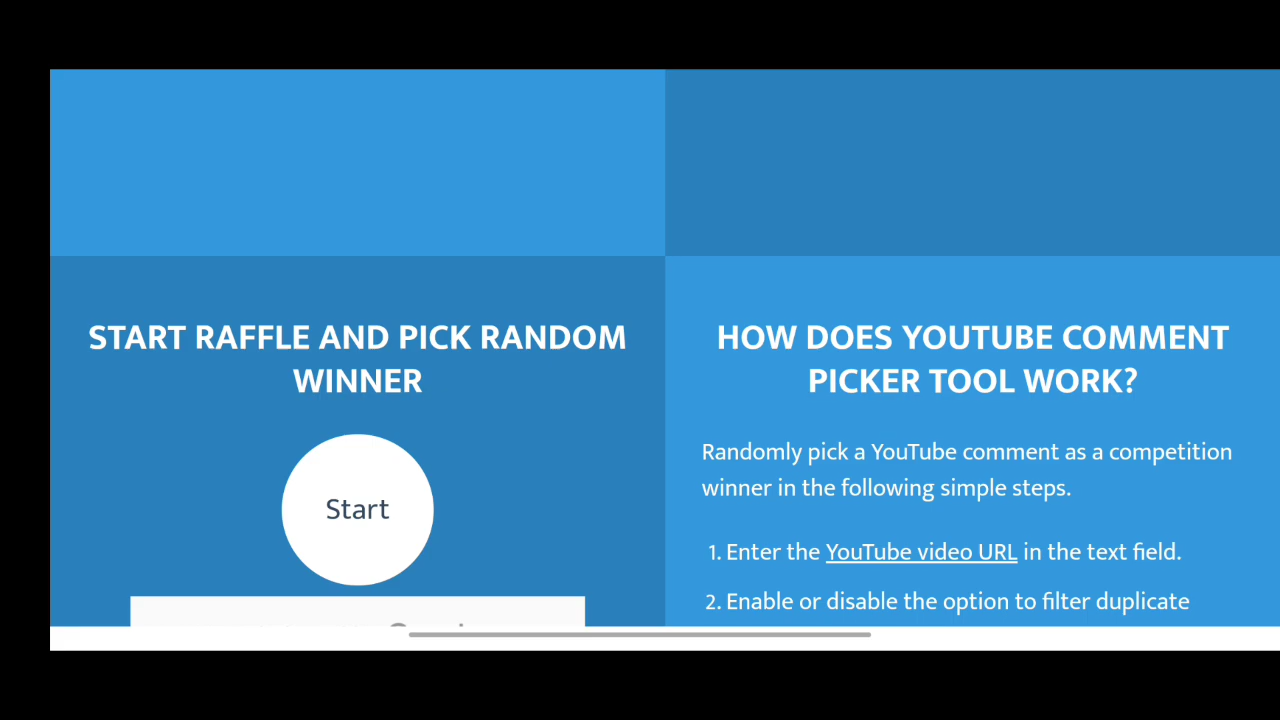 START RAFFLE AND PICK RANDOM
WINNER
Start
HOW DOES YOUTUBE COMMENT
PICKER TOOL WORK?
Randomly pick a YouTube comment as a competition
winner in the following simple steps.
1. Enter the YouTube video URL in the text field.
2. Enable or disable the option to filter duplicate